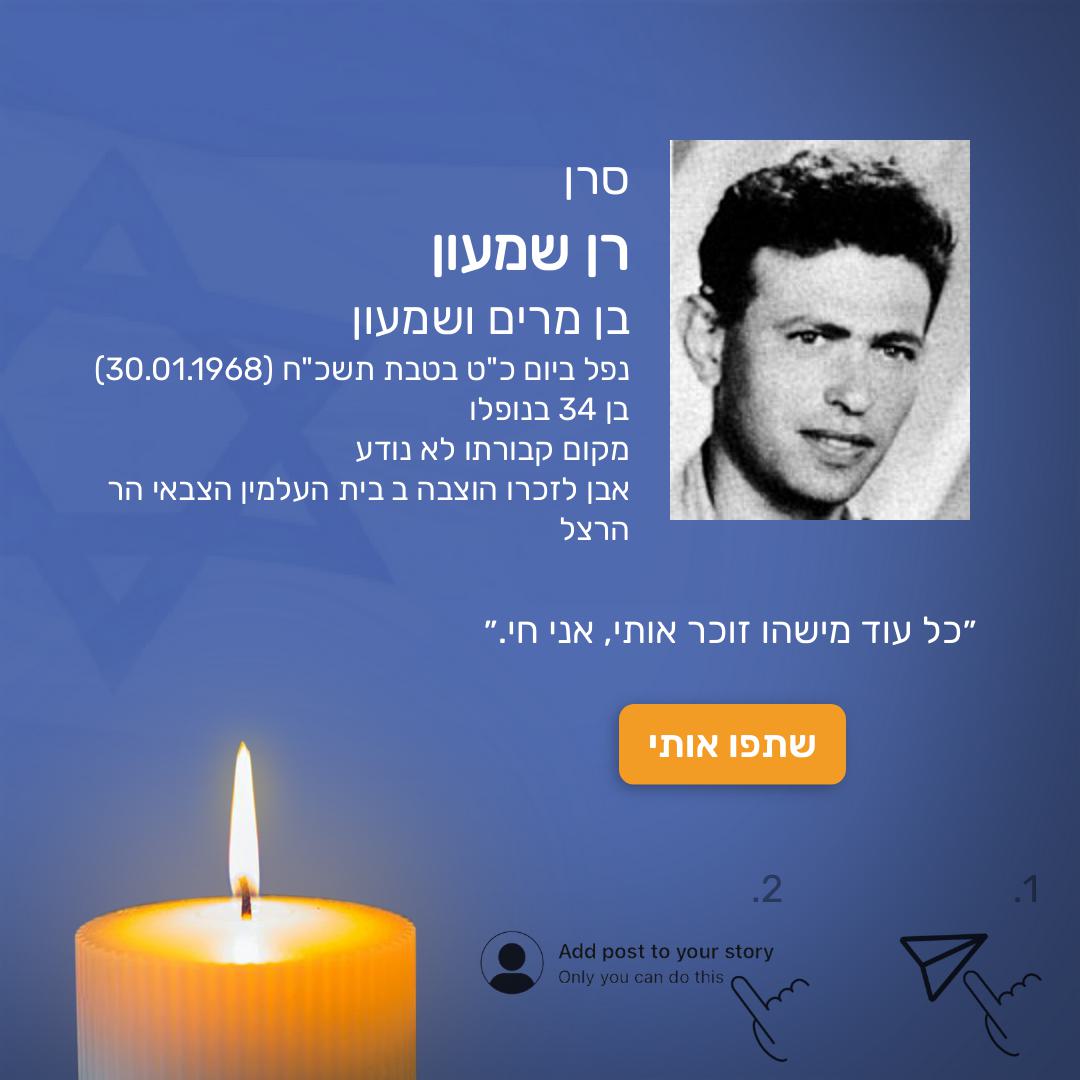 סרן
רן שמעון
בן מרים ושמעון
נפל ביום כ"ט בטבת תשכ"ח (30.01.1968)
בן 34 בנופלו
מקום קבורתו לא נודע
אבן לזכרו הוצבה ב בית העלמין הצבאי הר
הרצל
״כל עוד מישהו זוכר אותי, אני חי.״
שתפו אותי
1.
2.
Add post to your story
Only you can do this